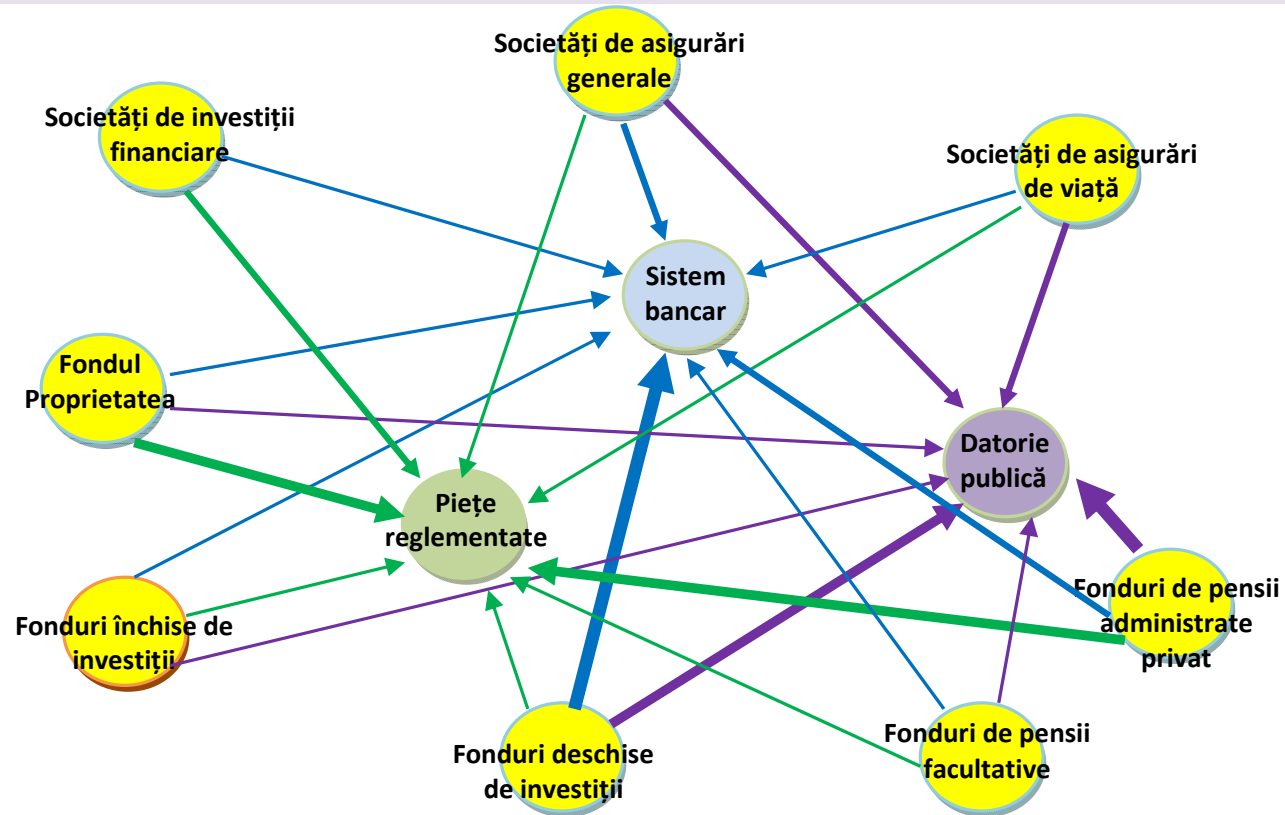 Societăți de asigurări
generale
Societăți de investiții
financiare
Societăți de asigurări
de viață
Sistem
bancar
Fondul
Proprietatea
Datorie
publică
Piețe
reglementate
Fonduri de pensii
administrate
privat
Fonduri închise de
investiții
Fonduri deschise
de investiții
Fonduri de pensii
facultative